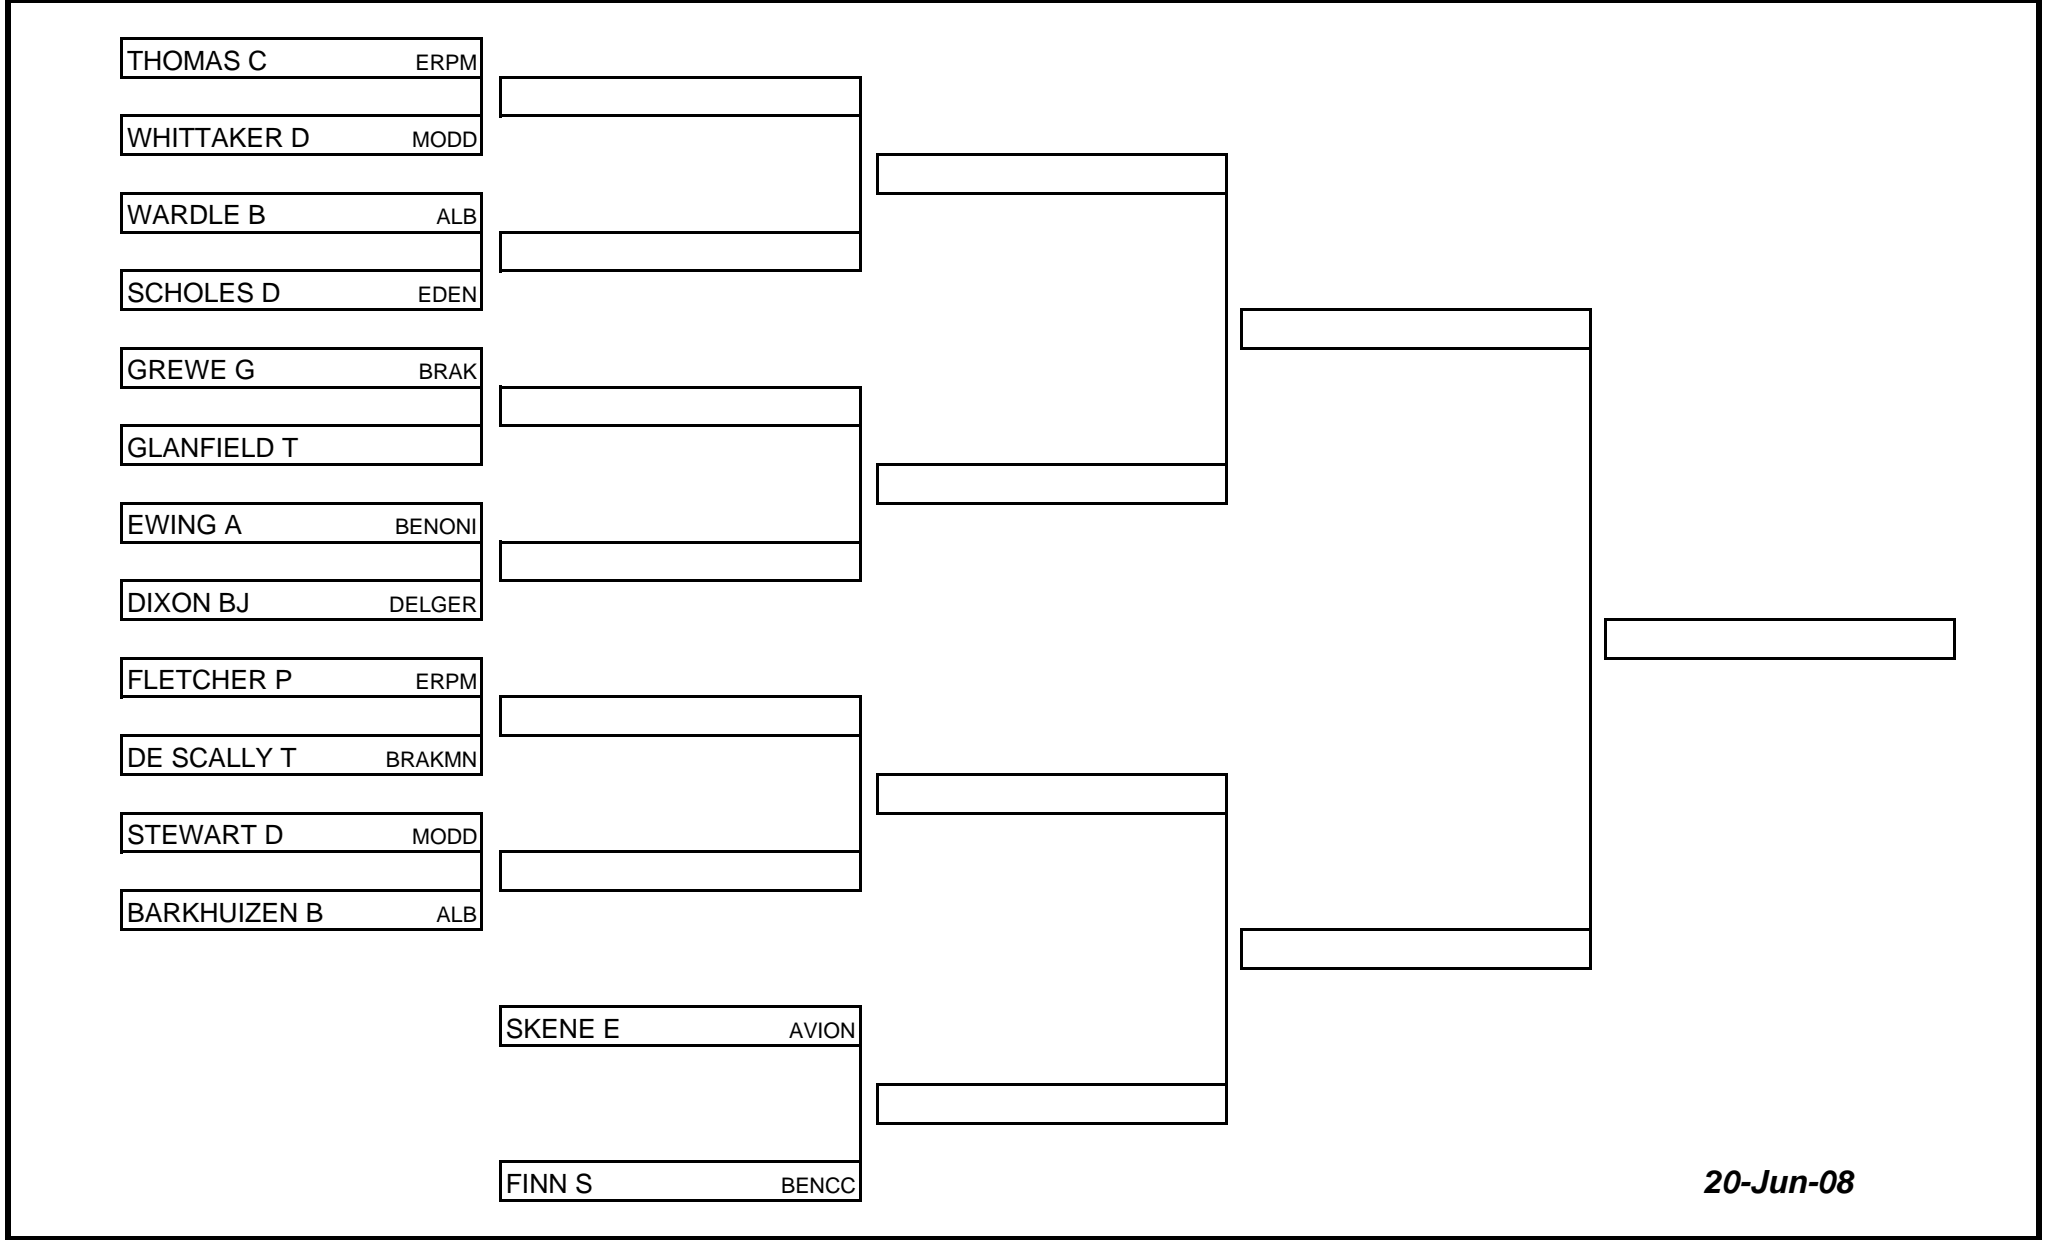 THOMAS C ERPM
WHITTAKER D MODD
WARDLE B ALB
SCHOLES D EDEN
GREWE G BRAK
GLANFIELD T
EWING A BENONI
DIXON BJ DELGER
FLETCHER P ERPM
DE SCALLY T BRAKMN
STEWART D MODD
BARKHUIZEN B ALB
SKENE E AVION
FINN S BENCC
20-Jun-08